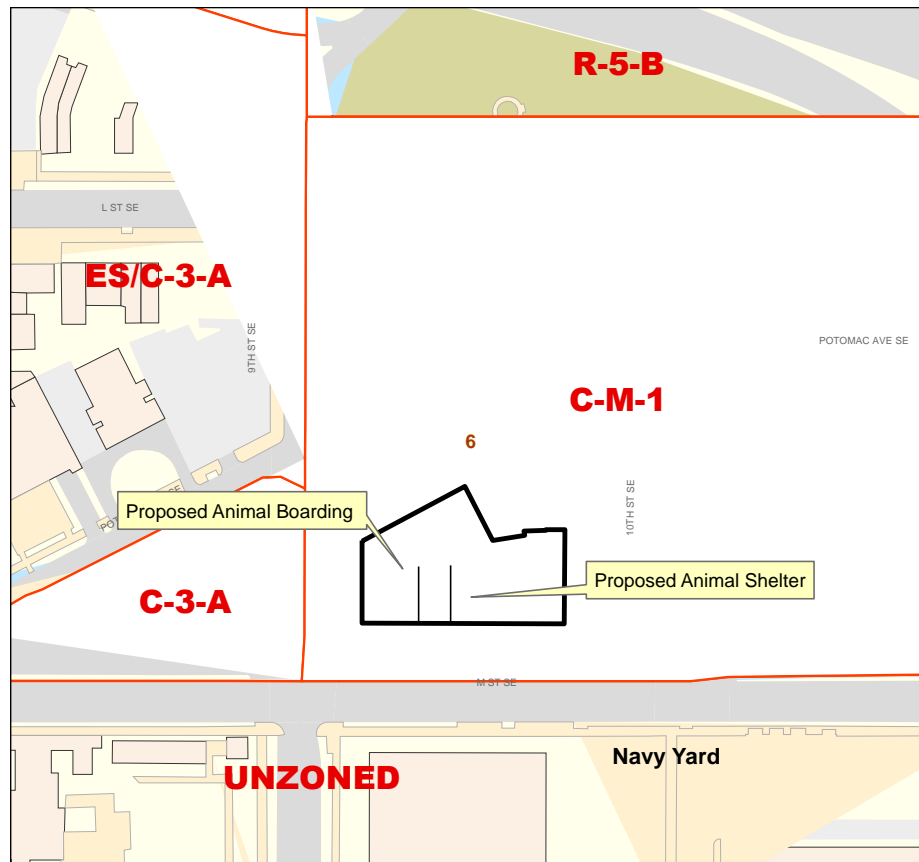 R-5-B
L ST SE
ES/C-3-A
9TH ST SE
POTOMAC AVE SE
C-M-1
6
Proposed Animal Boarding
10TH ST SE
Proposed Animal Shelter
C-3-A
M ST SE
Navy Yard
UNZONED